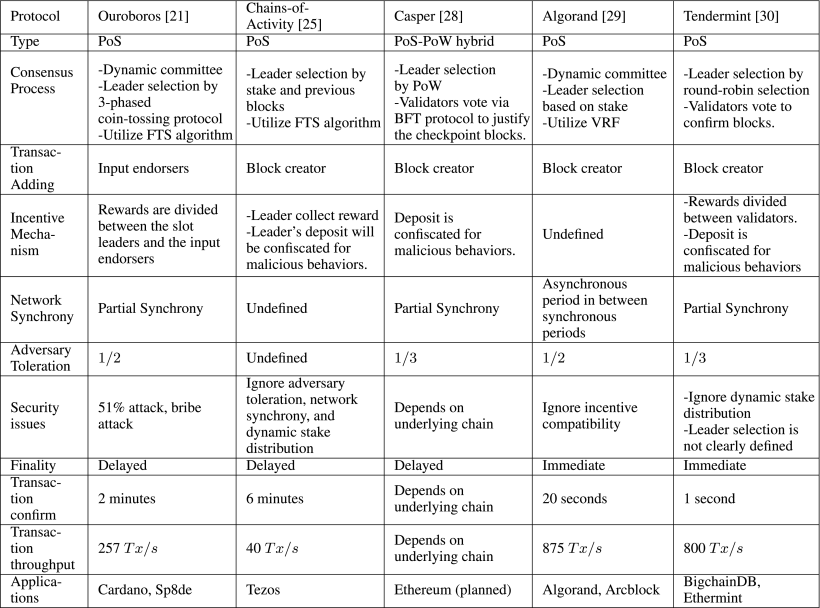 Protocol
Ouroboros [21]
Chains-of-
Activity [25]
Casper [28]
Algorand [29]
Tendermint [30]
Type
PoS
PoS
PoS-PoW hybrid
PoS
PoS
Consensus
Process
-Dynamic committee
-Leader selection by
3-phased
coin-tossing protocol
-Utilize FTS algorithm
-Leader selection by
stake and previous
blocks
-Utilize FTS algorithm
-Leader selection
by PoW
-Validators vote via
BFT protocol to justify
the checkpoint blocks.
-Dynamic committee
-Leader selection
based on stake
-Utilize VRF
-Leader selection by
round-robin selection
-Validators vote to
confirm blocks.
Transac-
tion
Adding
Input endorsers
Block creator
Block creator
Block creator
Block creator
Incentive
Mecha-
nism
Rewards are divided
between the slot
leaders and the input
endorsers
-Leader collect reward
-Leader's deposit will
be confiscated for
malicious behaviors.
Deposit is
confiscated for
malicious behaviors.
Undefined
-Rewards divided
between validators.
-Deposit is
confiscated for
malicious behaviors
Network
Synchrony
Partial Synchrony
Undefined
Partial Synchrony
Asynchronous
period in between
synchronous
periods
Partial Synchrony
Adversary
Toleration
1/2
Undefined
1/3
1/2
1/3
Security
issues
51% attack, bribe
attack
Ignore adversary
toleration, network
synchrony, and
dynamic stake
distribution
Depends on
underlying chain
Ignore incentive
compatibility
-Ignore dynamic stake
distribution
-Leader selection is
not clearly defined
Finality
Delayed
Delayed
Delayed
Immediate
Immediate
Transac-
tion
confirm
2 minutes
6 minutes
Depends on
underlying chain
20 seconds
1 second
Transac-
tion
throughput
257 Tx/s
40 Tx/s
Depends on
underlying chain
875 Tx/s
800 Tx/s
Applica-
tions
Cardano, Sp8de
Tezos
Ethereum (planned)
Algorand, Arcblock
BigchainDB,
Ethermint